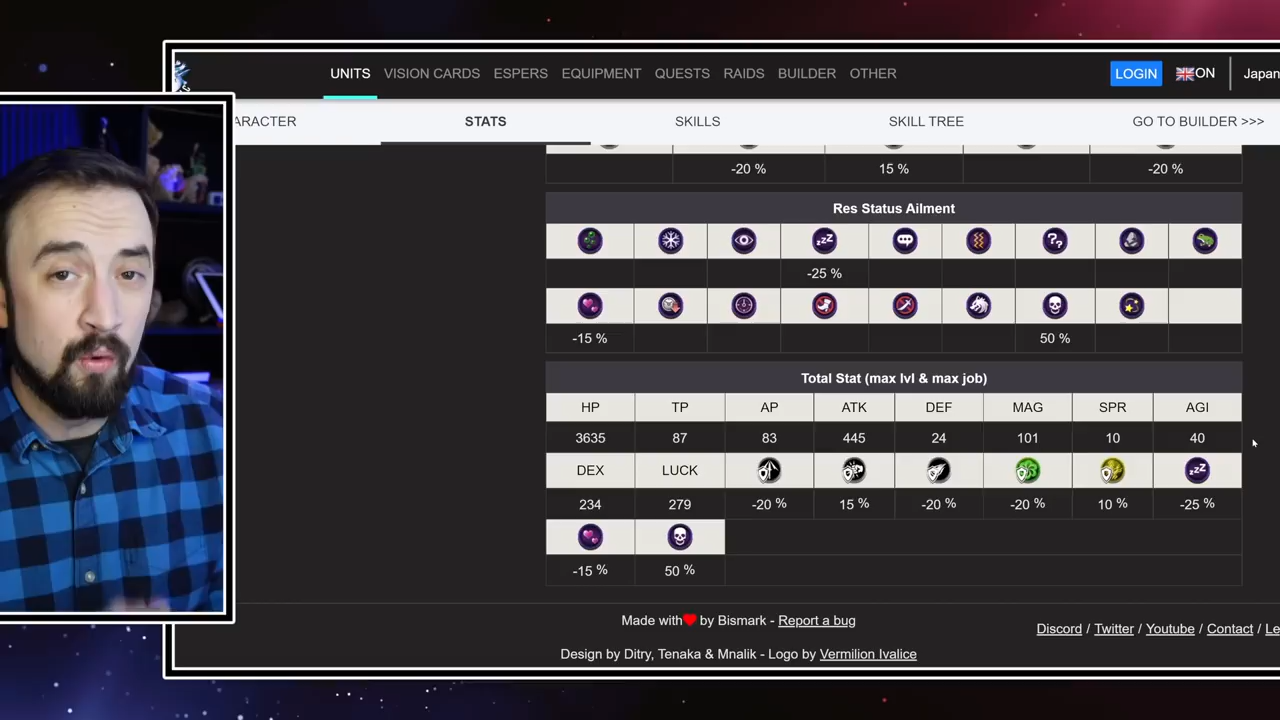 UNITS VISION CARDS ESPERS EQUIPMENT QUESTS RAIDS BUILDER OTHER LOGIN ON Japan
ARACTER STATS SKILLS SKILL TREE GO TO BUILDER >>>
-20 % 15 % -20 %
Res Status Ailment
zzZ ??
-25 %
-15 % 50 %
Total Stat (max lvl & max job)
HP TP AP ATK DEF MAG SPR AGI
3635 87 83 445 24 101 10 40
DEX LUCK zzZ
234 279 -20 % 15 % -20 % -20 % 10 % -25 %
-15 % 50 %
Made with by Bismark - Report a bug
Discord / Twitter / Youtube / Contact / Le
Design by Ditry, Tenaka & Mnalik - Logo by Vermilion Ivalice